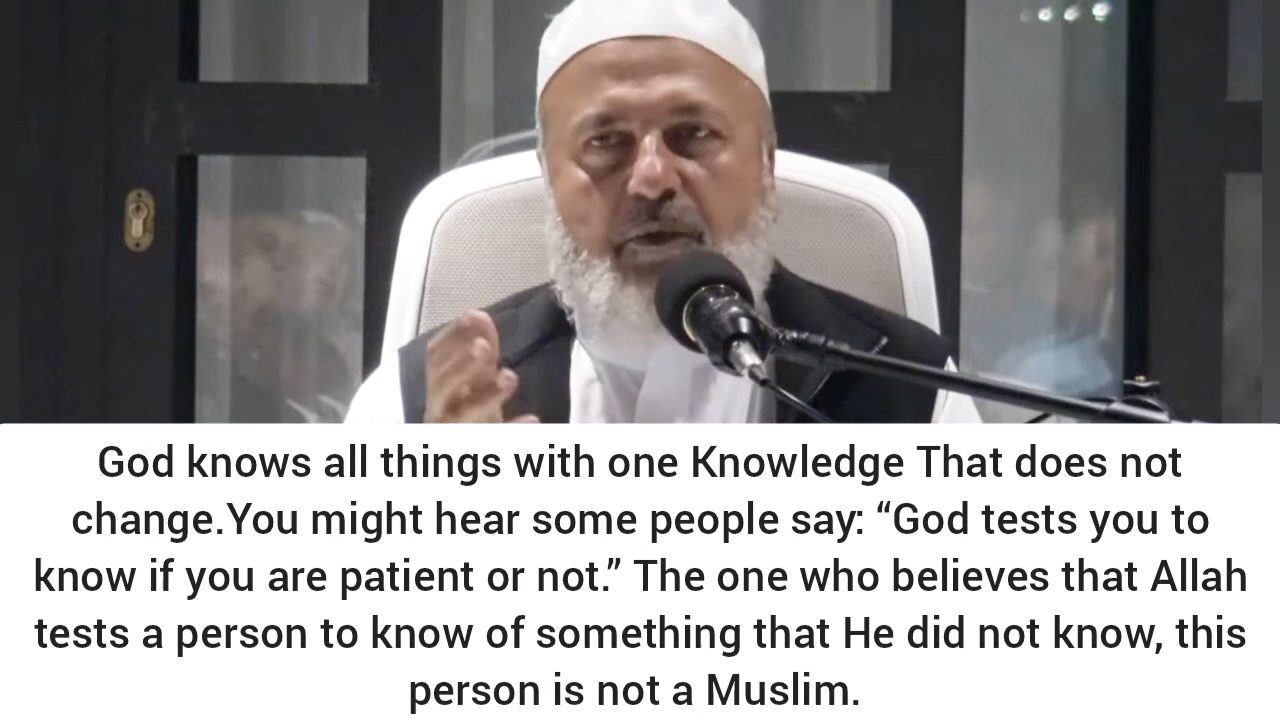 God knows all things with one Knowledge That does not
change.You might hear some people say: “God tests you to
know if you are patient or not.” The one who believes that Allah
tests a person to know of something that He did not know, this
person is not a Muslim.